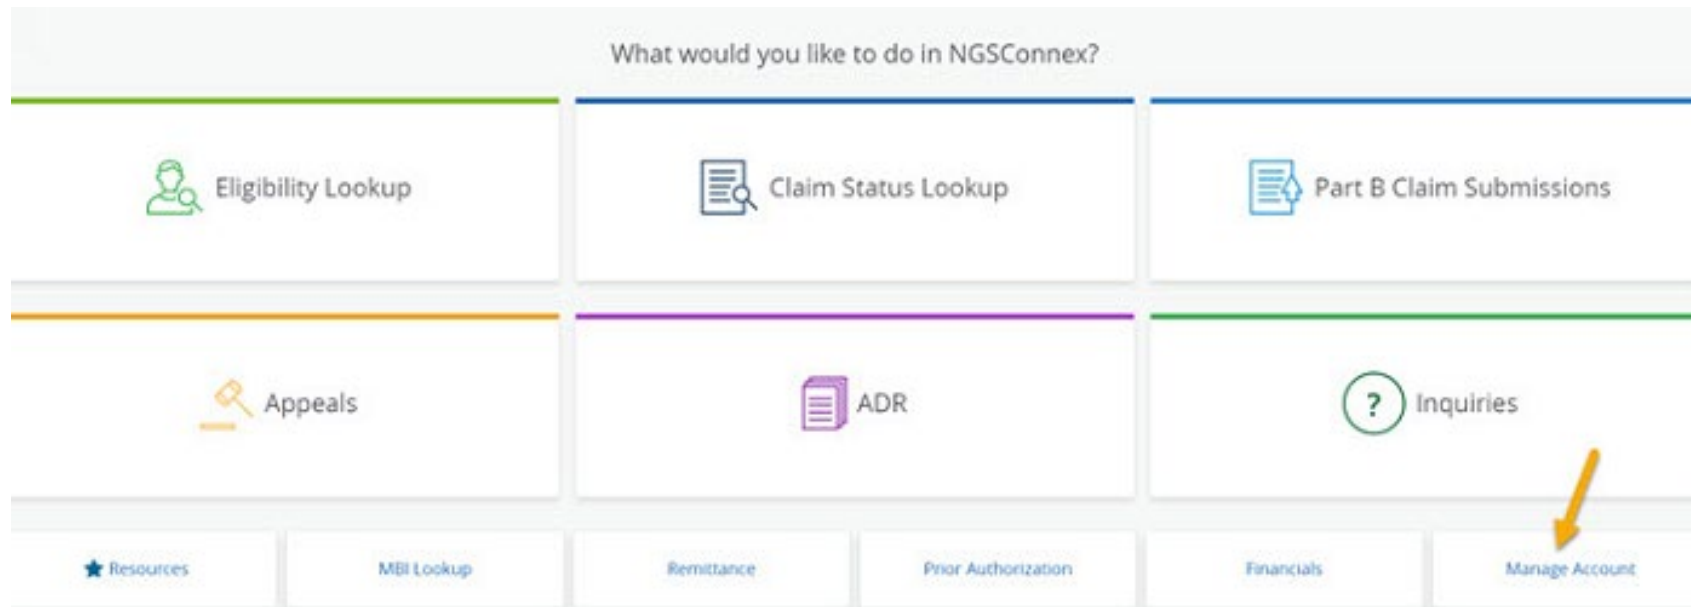 What would you like to do in NGSConnex?
Eligibility Lookup
Claim Status Lookup
Part B Claim Submissions
Appeals
ADR
? Inquiries
Resources
MBI Lookup
Remittance
Prior Authorization
Financials
Manage Account